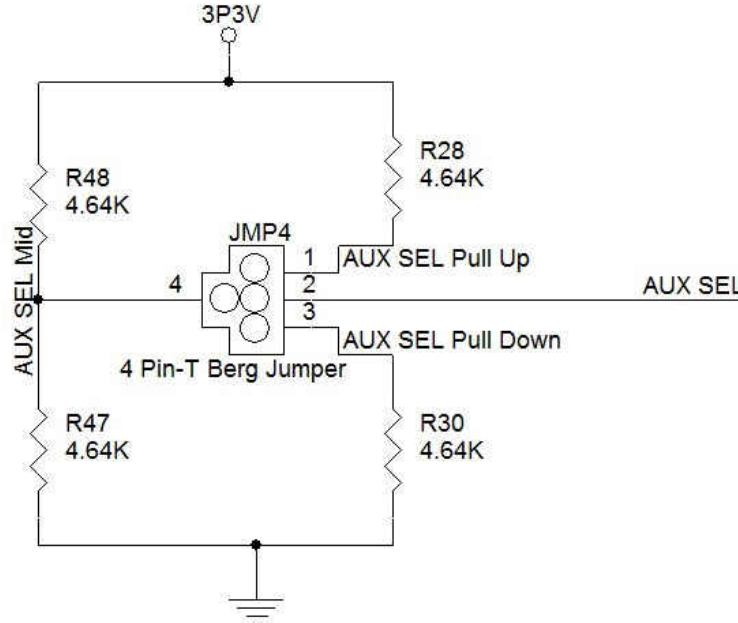 3P3V
R28
4.64K
R48
4.64K
JMP4
1
AUX SEL Pull Up
AUX SEL Mid
4
2
AUX SEL
3
AUX SEL Pull Down
4 Pin-T Berg Jumper
R47
4.64K
R30
4.64K